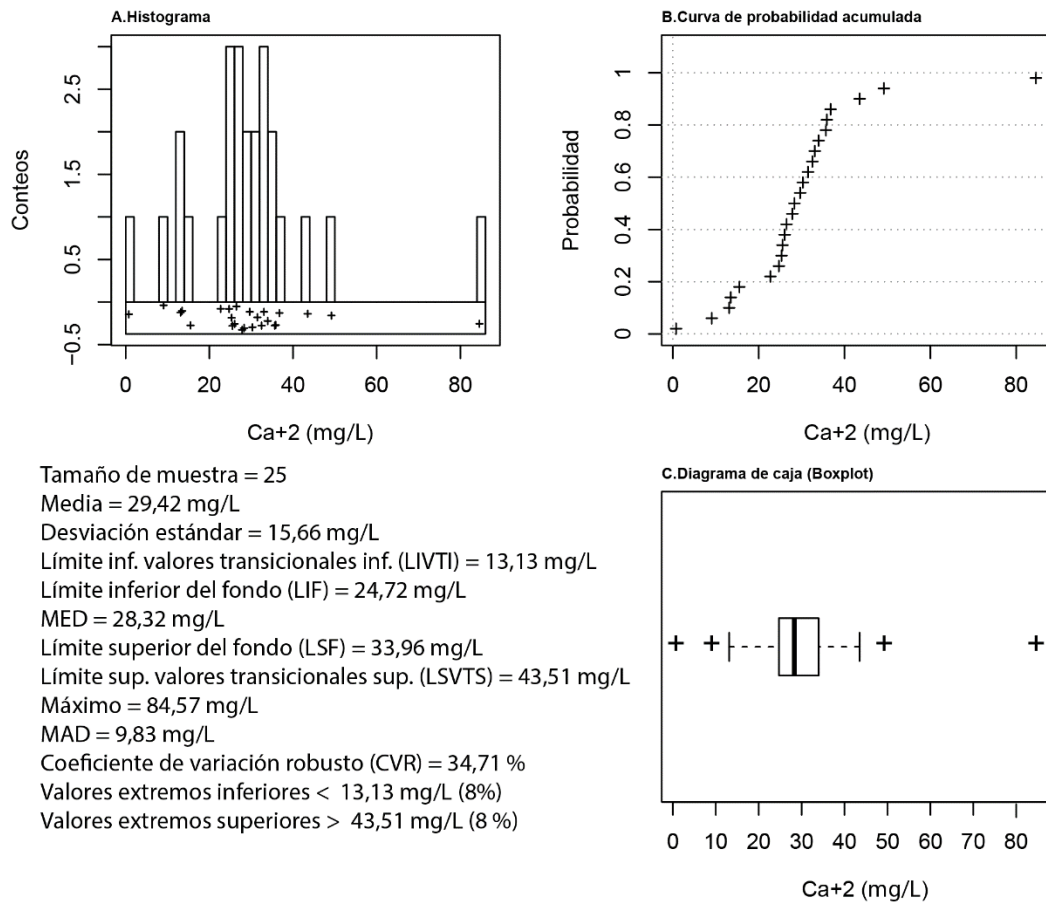 A.Histograma
Conteos
−0.5 0.5 1.5 2.5
0 20 40 60 80
Ca+2 (mg/L)
B.Curva de probabilidad acumulada
Probabilidad
0 0.2 0.4 0.6 0.8 1
0 20 40 60 80
Ca+2 (mg/L)
Tamaño de muestra = 25
Media = 29,42 mg/L
Desviación estándar = 15,66 mg/L
Límite inf. valores transicionales inf. (LIVTI) = 13,13 mg/L
Límite inferior del fondo (LIF) = 24,72 mg/L
MED = 28,32 mg/L
Límite superior del fondo (LSF) = 33,96 mg/L
Límite sup. valores transicionales sup. (LSVTS) = 43,51 mg/L
Máximo = 84,57 mg/L
MAD = 9,83 mg/L
Coeficiente de variación robusto (CVR) = 34,71 %
Valores extremos inferiores < 13,13 mg/L (8%)
Valores extremos superiores > 43,51 mg/L (8 %)
C.Diagrama de caja (Boxplot)
0 10 20 30 40 50 60 70 80
Ca+2 (mg/L)